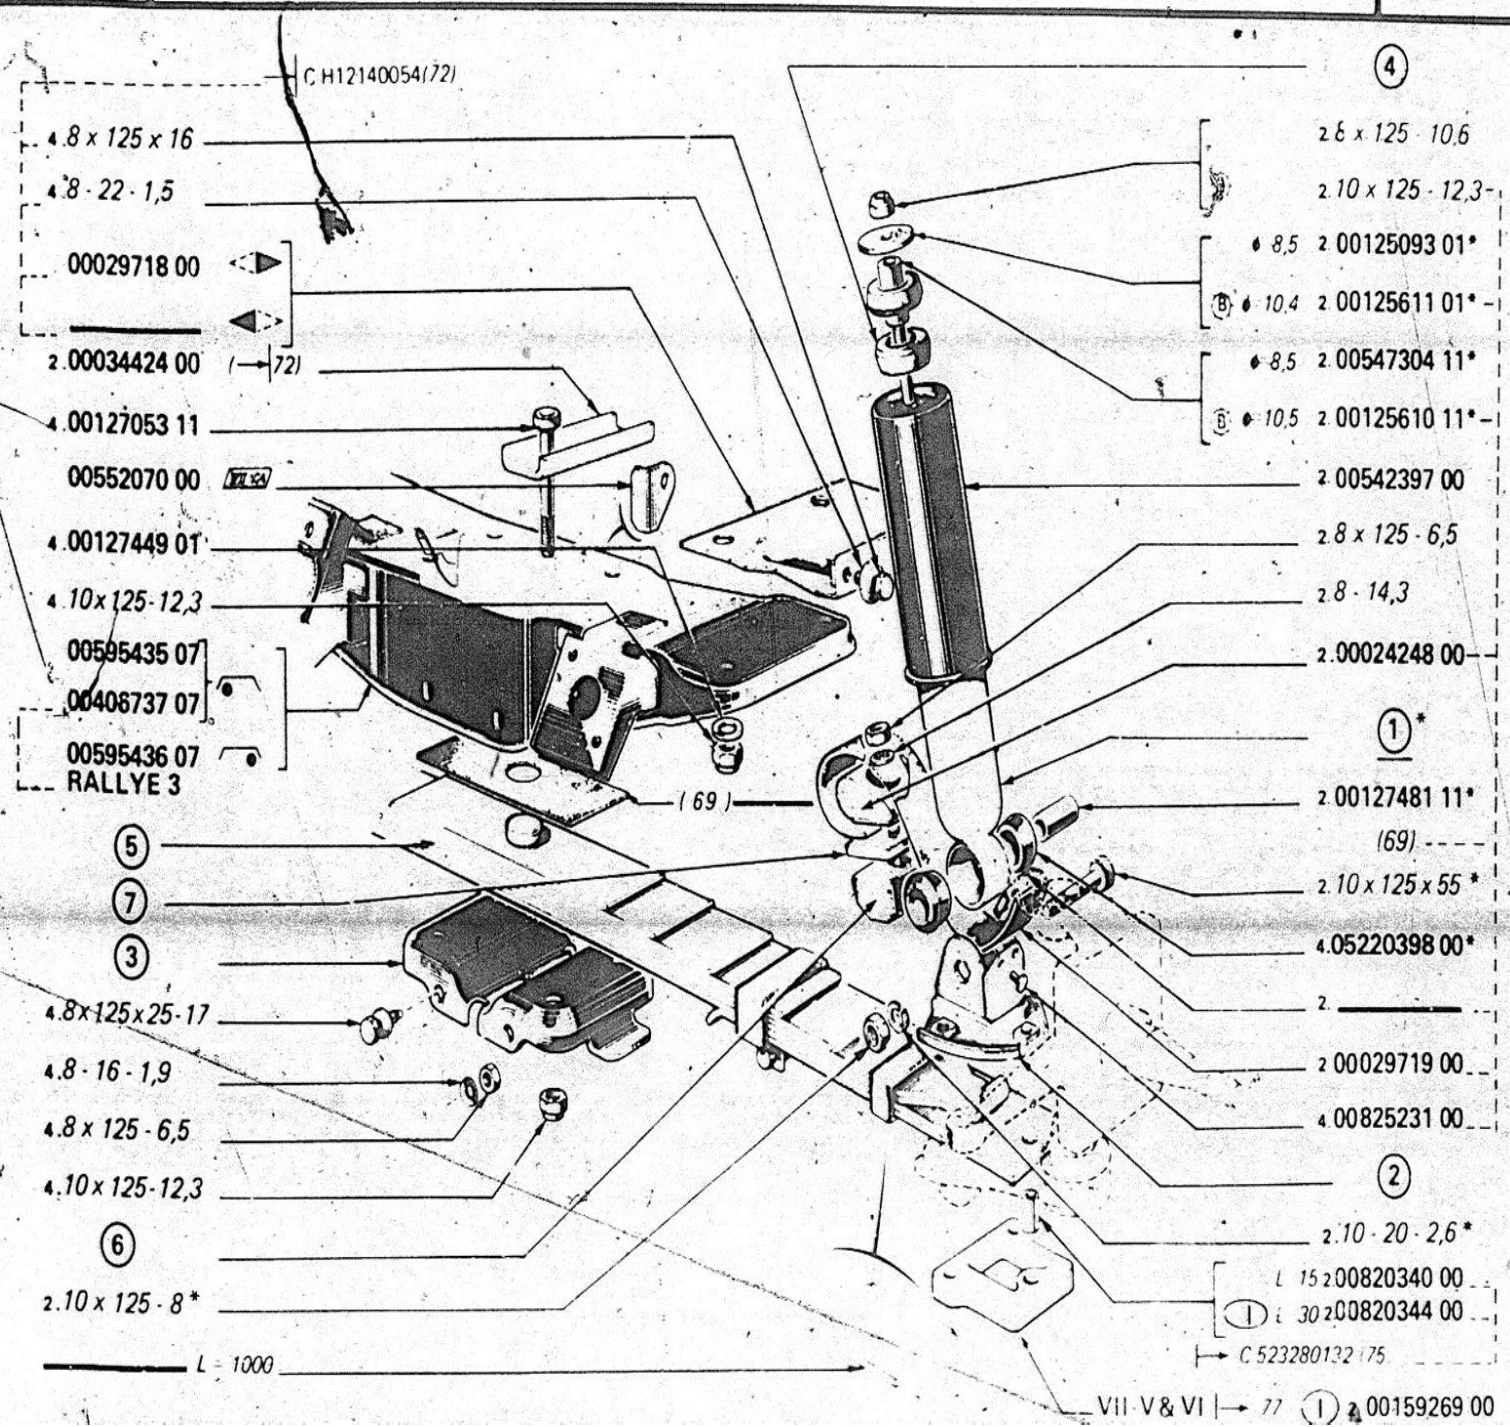 C H12140054(72)
4.8 x 125 x 16
4.8 - 22 - 1,5
00029718 00
2.00034424 00 (→72)
4.00127053 11
00552070 00
4.00127449 01
4.10x125-12,3
00595435 07
00408737 07
00595436 07
RALLYE 3
5
7
3
4.8x125x25-17
4.8 - 16 - 1,9
4.8 x 125 - 6,5
4.10x125-12,3
6
2.10 x 125 - 8*
L - 1000
(69)
4
2 8 x 125 - 10,6
2.10 x 125 - 12,3
8,5 2 00125093 01*
B 10,4 2 00125611 01*
8,5 2.00547304 11*
B 10,5 2.00125610 11*
2 00542397 00
2.8 x 125 - 6,5
2.8 - 14,3
2.00024248 00
1*
2.00127481 11*
(69)
2.10 x 125 x 55*
4.05220398 00*
2.
2 00029719 00
4.00825231 00
2
2.10 - 20 - 2,6*
L 15 2.00820340 00
I L 30 2.00820344 00
→ C 523280132 75
VII-V & VI → 77 I 2 00159269 00